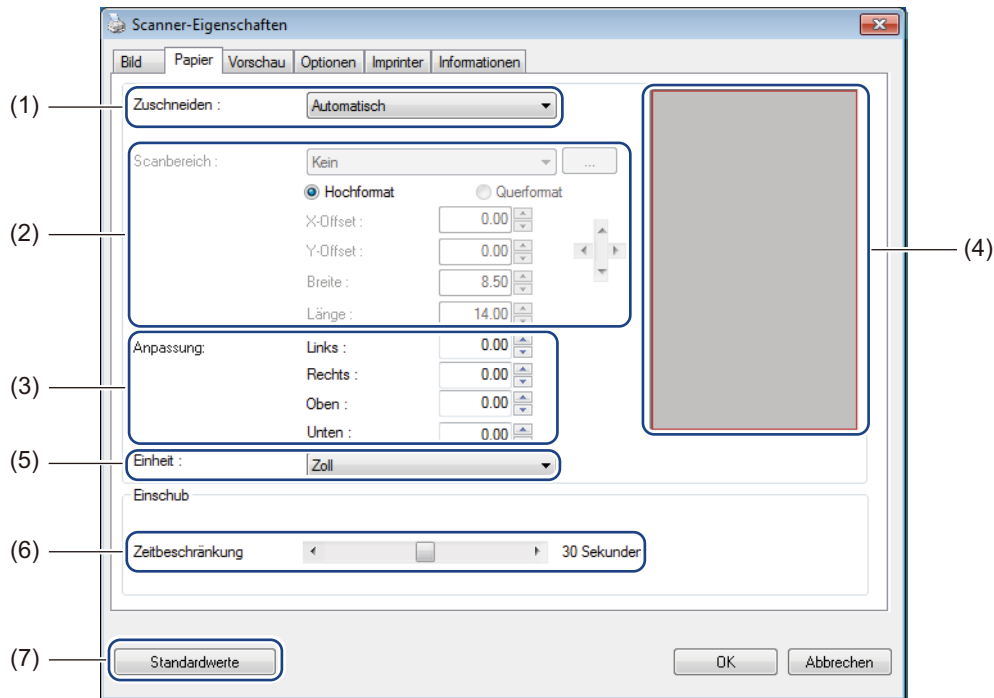 Scanner-Eigenschaften
Bild Papier Vorschau Optionen Imprinter Informationen
(1) Zuschneiden : Automatisch
(2) Scanbereich : Kein ...
Hochformat Querformat
X-Offset : 0.00
Y-Offset : 0.00
Breite : 8.50
Länge : 14.00
(3) Anpassung: Links : 0.00
Rechts : 0.00
Oben : 0.00
Unten : 0.00
(4)
(5) Einheit : Zoll
Einschub
(6) Zeitbeschränkung 30 Sekunden
(7) Standardwerte OK Abbrechen